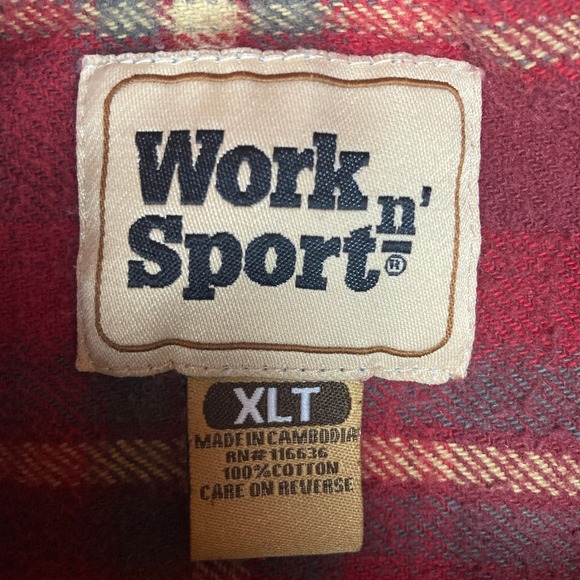 Work n'
Sport®
XLT
MADE IN CAMBODIA
RN# 116636
100% COTTON
CARE ON REVERSE